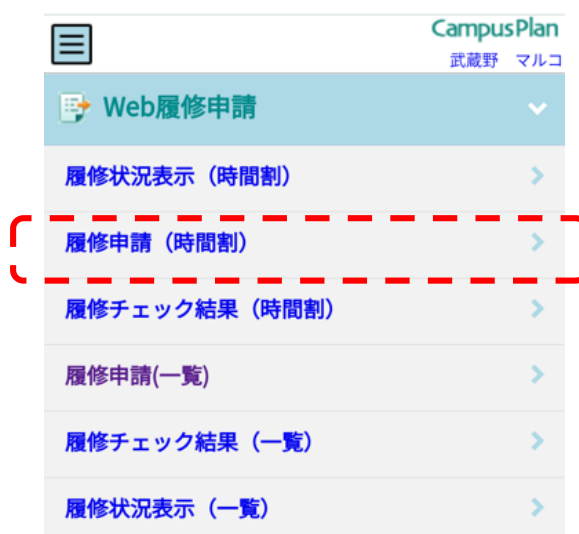 CampusPlan
武蔵野 マルコ
Web履修申請
履修状況表示（時間割）
履修申請（時間割）
履修チェック結果（時間割）
履修申請(一覧)
履修チェック結果（一覧）
履修状況表示（一覧）